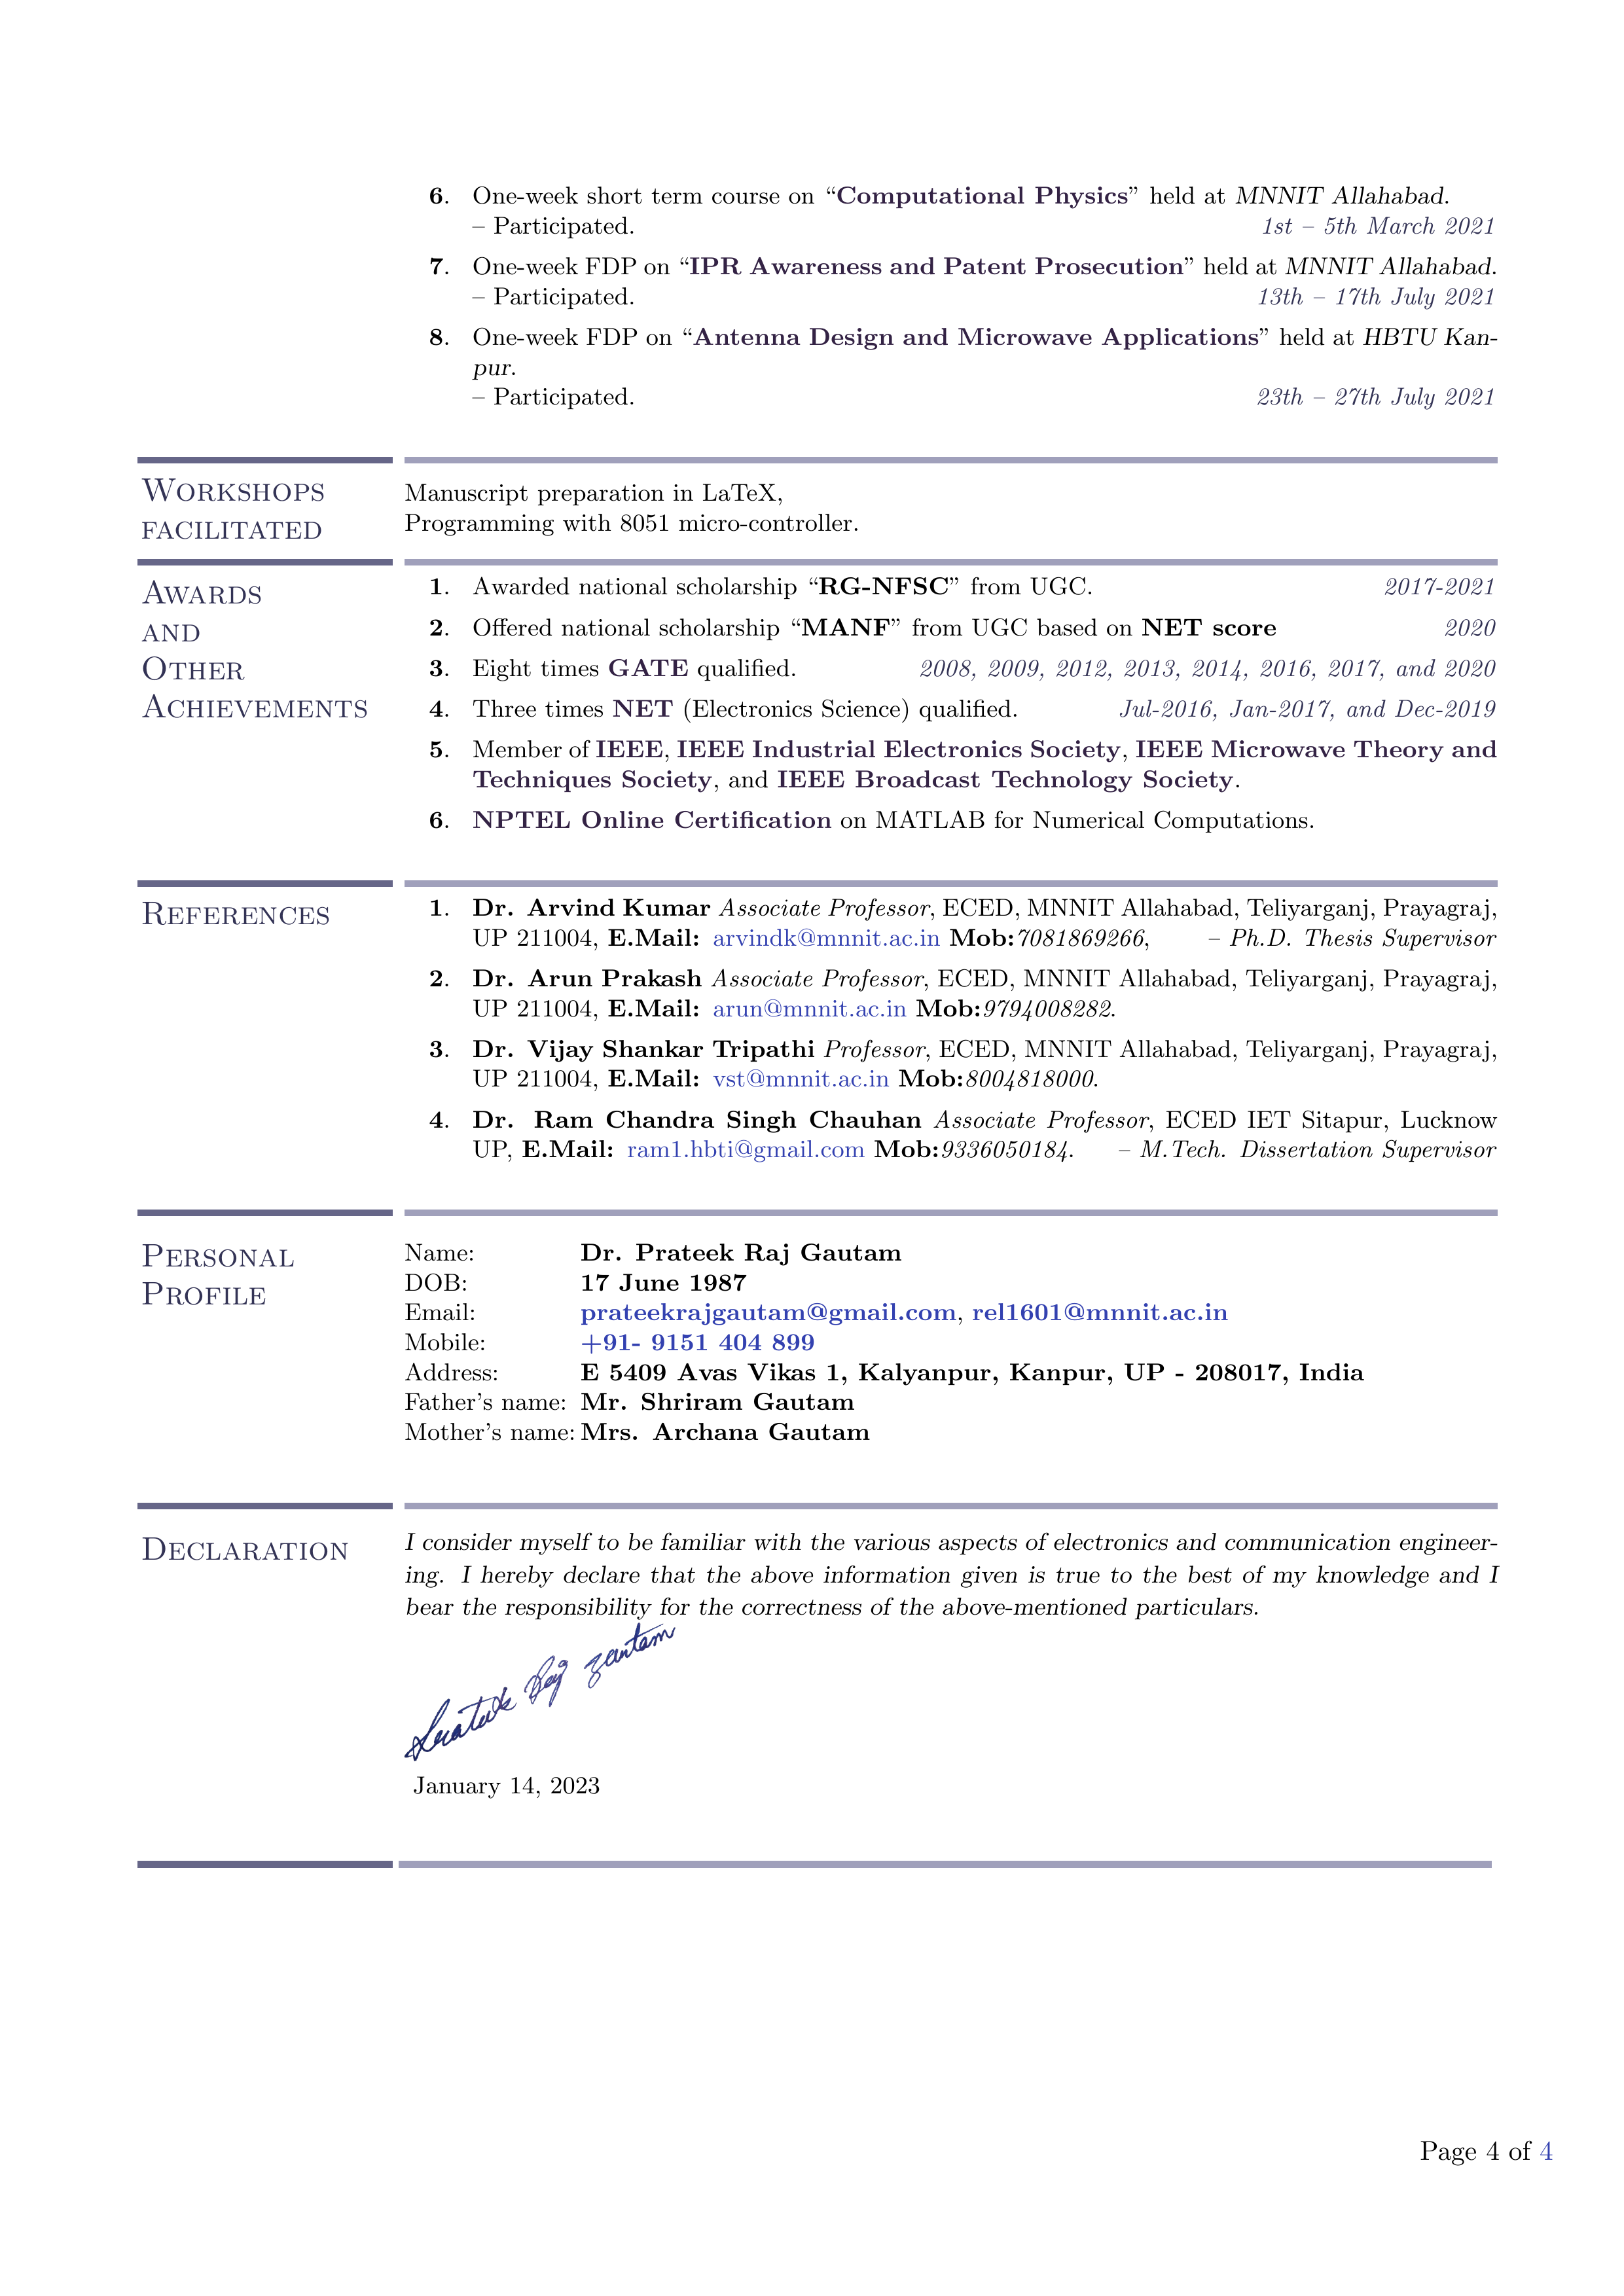 6. One-week short term course on “Computational Physics” held at MNNIT Allahabad.
– Participated. 1st – 5th March 2021
7. One-week FDP on “IPR Awareness and Patent Prosecution” held at MNNIT Allahabad.
– Participated. 13th – 17th July 2021
8. One-week FDP on “Antenna Design and Microwave Applications” held at HBTU Kan-
pur.
– Participated. 23th – 27th July 2021
Workshops
facilitated
Manuscript preparation in LaTeX,
Programming with 8051 micro-controller.
Awards
and
Other
Achievements
1. Awarded national scholarship “RG-NFSC” from UGC. 2017-2021
2. Offered national scholarship “MANF” from UGC based on NET score 2020
3. Eight times GATE qualified. 2008, 2009, 2012, 2013, 2014, 2016, 2017, and 2020
4. Three times NET (Electronics Science) qualified. Jul-2016, Jan-2017, and Dec-2019
5. Member of IEEE, IEEE Industrial Electronics Society, IEEE Microwave Theory and
Techniques Society, and IEEE Broadcast Technology Society.
6. NPTEL Online Certification on MATLAB for Numerical Computations.
References
1. Dr. Arvind Kumar Associate Professor, ECED, MNNIT Allahabad, Teliyarganj, Prayagraj,
UP 211004, E.Mail: arvindk@mnnit.ac.in Mob:7081869266, – Ph.D. Thesis Supervisor
2. Dr. Arun Prakash Associate Professor, ECED, MNNIT Allahabad, Teliyarganj, Prayagraj,
UP 211004, E.Mail: arun@mnnit.ac.in Mob:9794008282.
3. Dr. Vijay Shankar Tripathi Professor, ECED, MNNIT Allahabad, Teliyarganj, Prayagraj,
UP 211004, E.Mail: vst@mnnit.ac.in Mob:8004818000.
4. Dr. Ram Chandra Singh Chauhan Associate Professor, ECED IET Sitapur, Lucknow
UP, E.Mail: ram1.hbti@gmail.com Mob:9336050184. – M.Tech. Dissertation Supervisor
Personal
Profile
Name: Dr. Prateek Raj Gautam
DOB: 17 June 1987
Email: prateekrajgautam@gmail.com, rel1601@mnnit.ac.in
Mobile: +91- 9151 404 899
Address: E 5409 Avas Vikas 1, Kalyanpur, Kanpur, UP - 208017, India
Father’s name: Mr. Shriram Gautam
Mother’s name: Mrs. Archana Gautam
Declaration
I consider myself to be familiar with the various aspects of electronics and communication engineer-
ing. I hereby declare that the above information given is true to the best of my knowledge and I
bear the responsibility for the correctness of the above-mentioned particulars.
Prateek Raj Gautam
January 14, 2023
Page 4 of 4